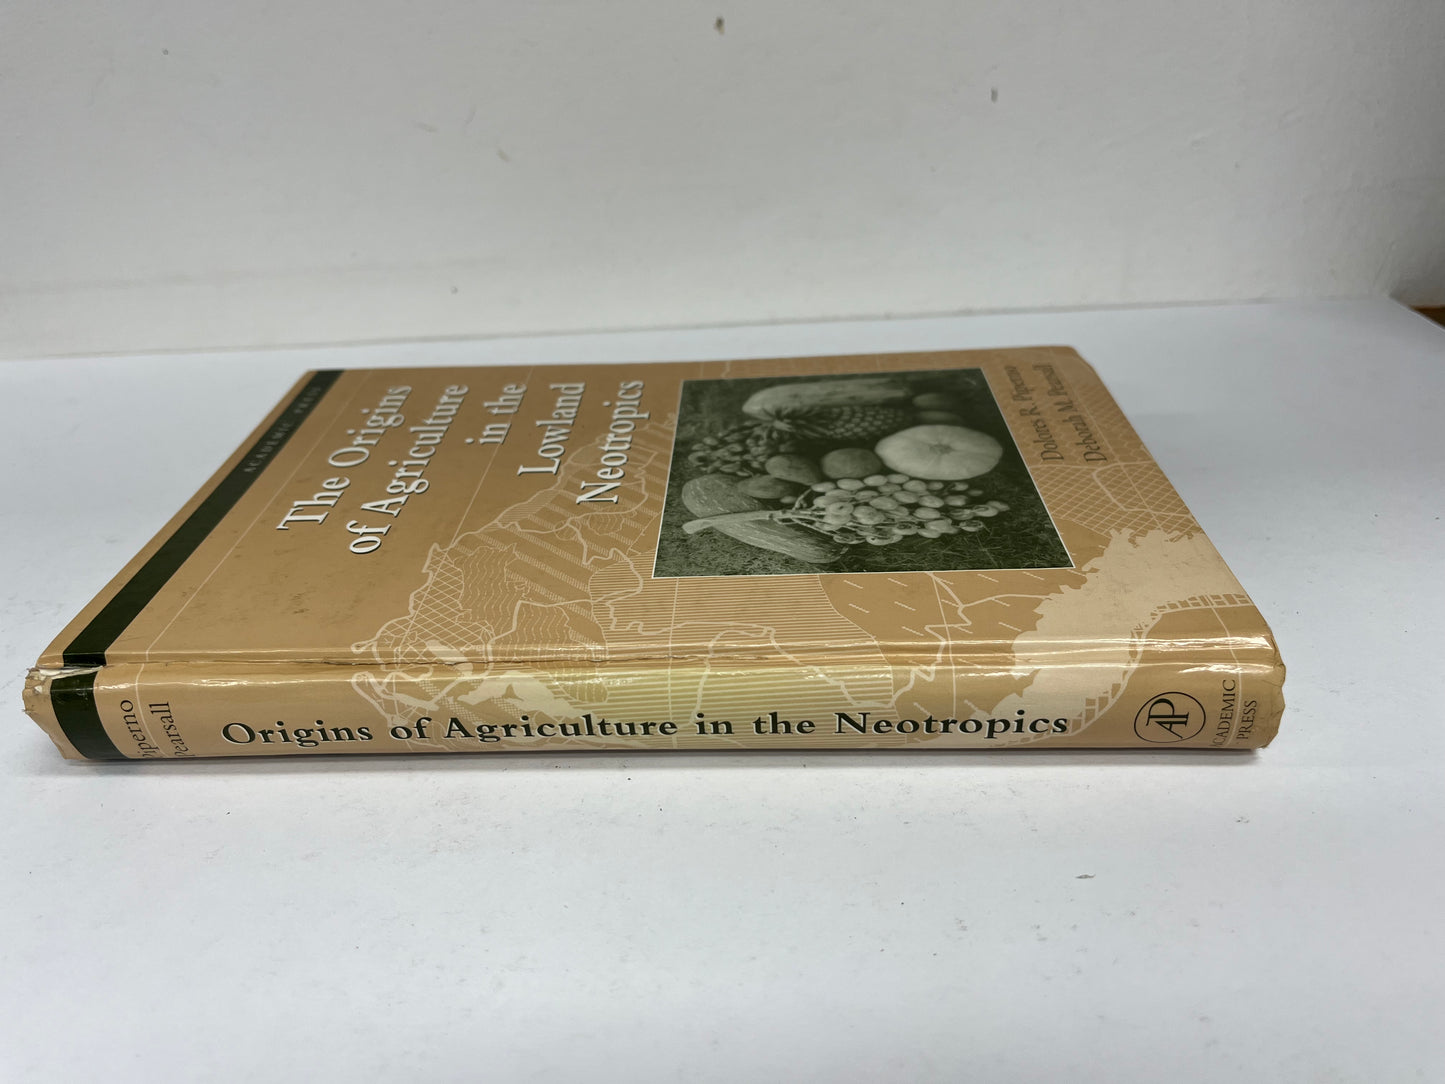 ACADEMIC PRESS
The Origins
of Agriculture
in the
Lowland
Neotropics
Dolores R. Piperno
Deborah M. Pearsall
Piperno
Pearsall
Origins of Agriculture in the Neotropics
AP
ACADEMIC
PRESS